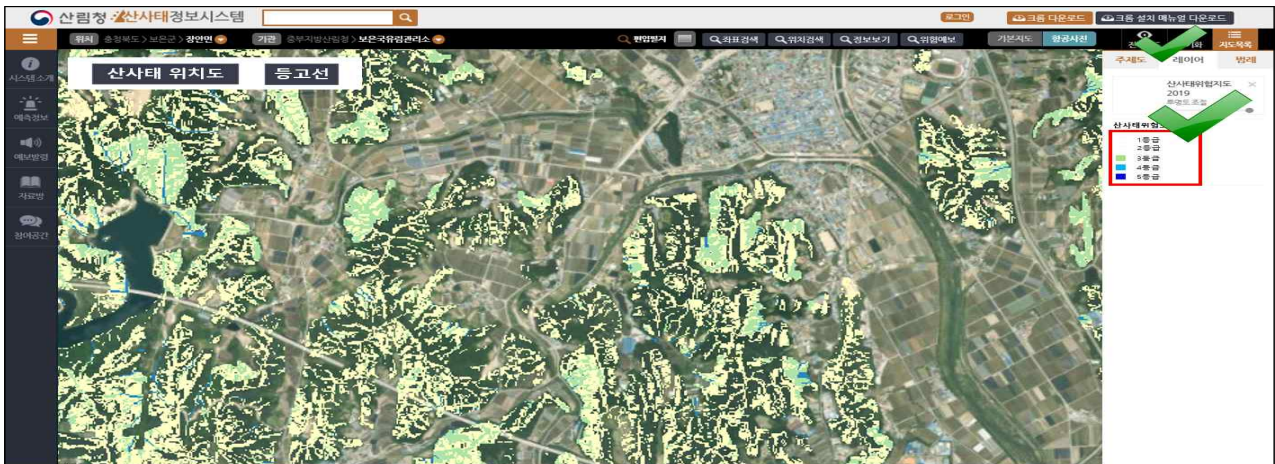 산림청 산사태정보시스템
로그인 크롬 다운로드 크롬 설치 메뉴얼 다운로드
위치 충청북도 > 보은군 > 장안면 기관 중부지방산림청 > 보은국유림관리소 편입필지 좌표검색 위치검색 정보보기 위험예보 기본지도 항공사진 지도목록
시스템소개
예측정보
예보발령
자료방
참여공간
산사태 위치도 등고선
주제도 레이어 범례
산사태위험지도
2019
투명도 조절
1등급
2등급
3등급
4등급
5등급